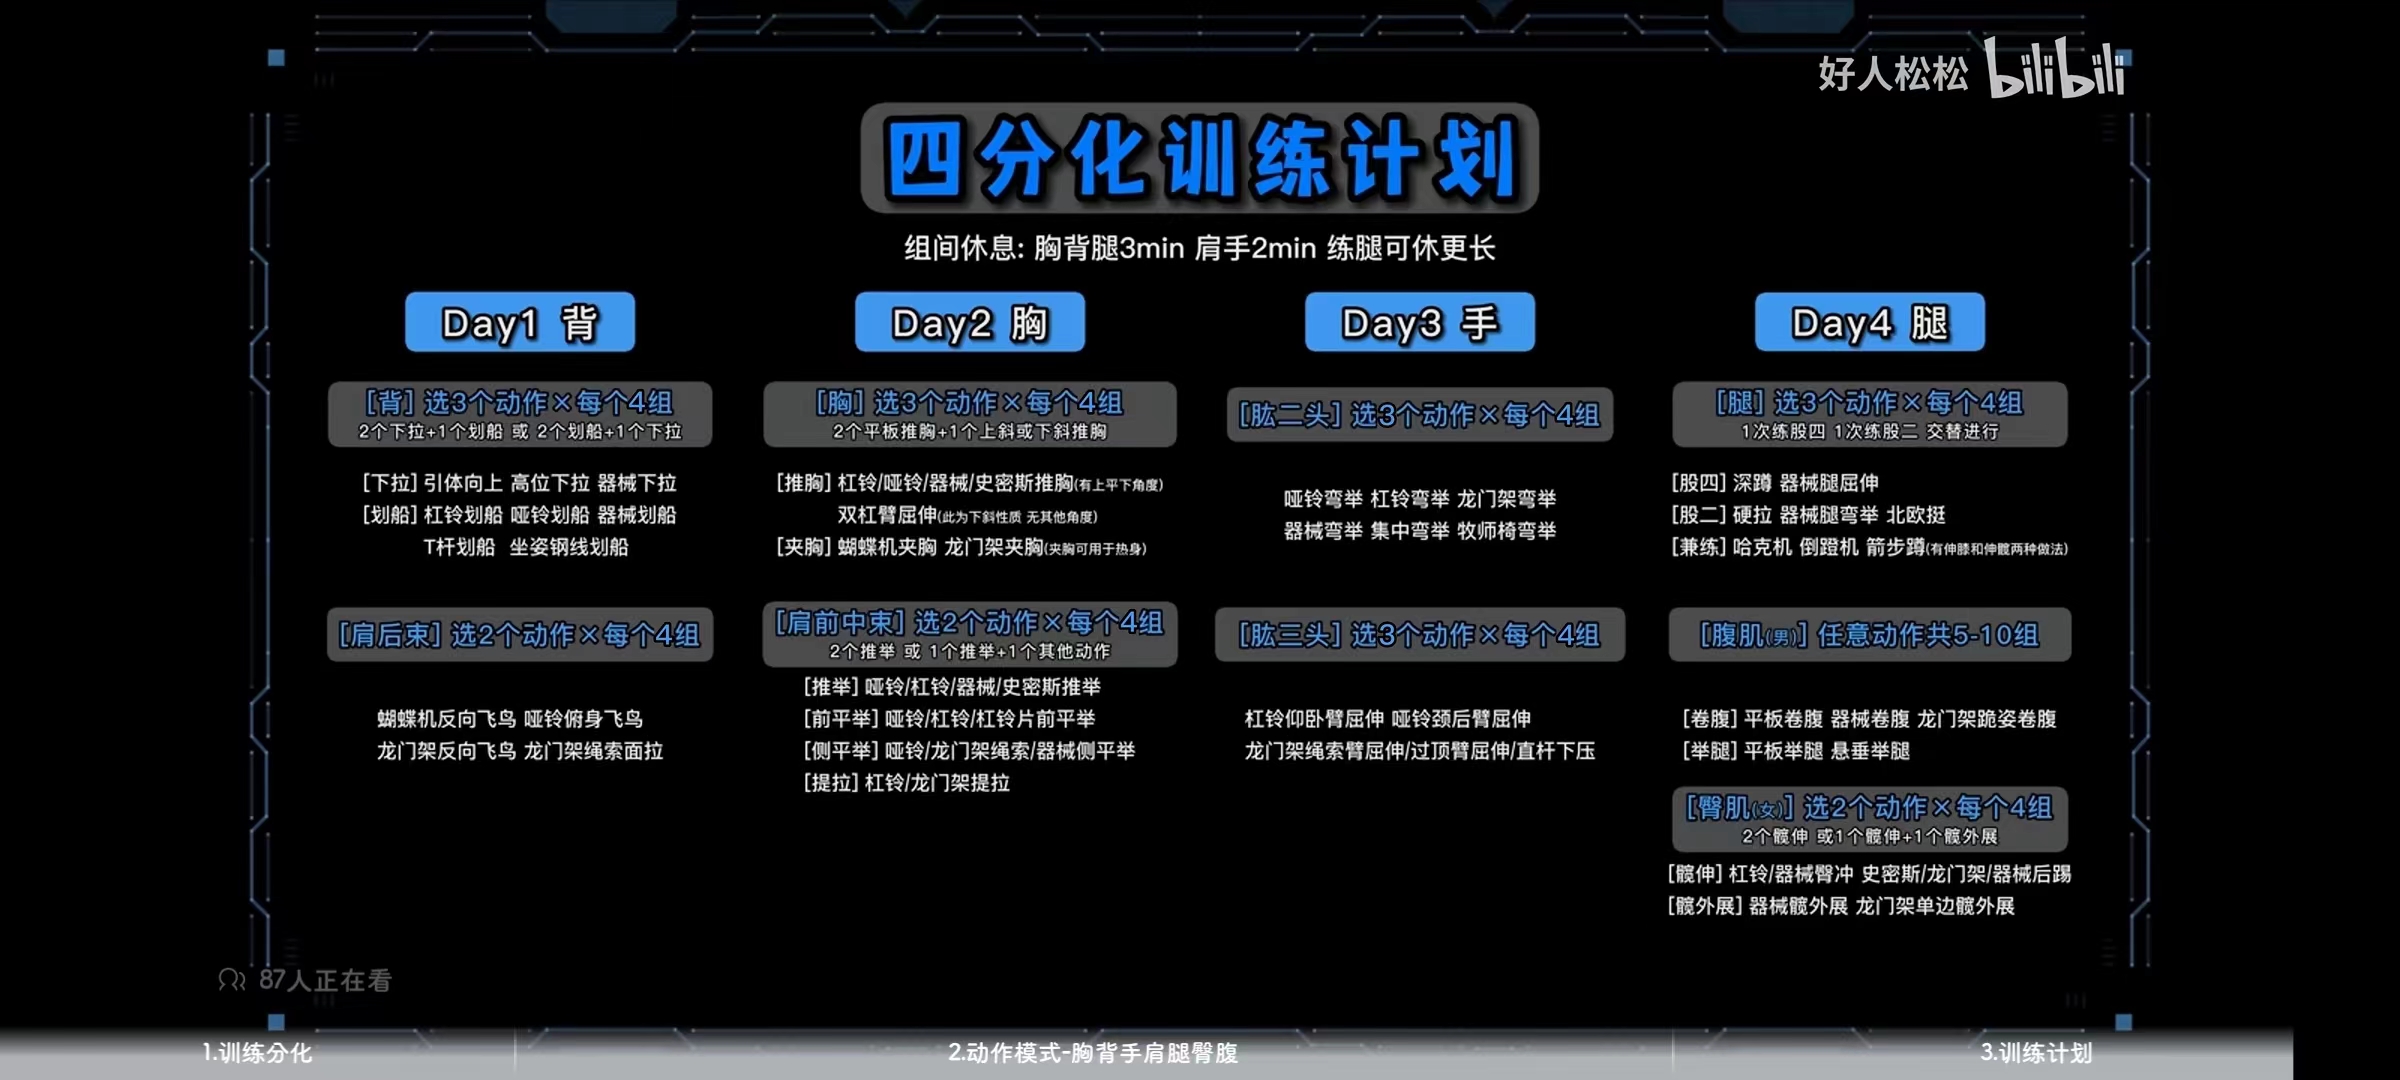 好人松松 bilibili
四分化训练计划
组间休息: 胸背腿3min 肩手2min 练腿可休更长
Day1 背
[背] 选3个动作×每个4组
2个下拉+1个划船 或 2个划船+1个下拉
[下拉] 引体向上 高位下拉 器械下拉
[划船] 杠铃划船 哑铃划船 器械划船
T杆划船 坐姿钢线划船
[肩后束] 选2个动作×每个4组
蝴蝶机反向飞鸟 哑铃俯身飞鸟
龙门架反向飞鸟 龙门架绳索面拉
Day2 胸
[胸] 选3个动作×每个4组
2个平板推胸+1个上斜或下斜推胸
[推胸] 杠铃/哑铃/器械/史密斯推胸(有上平下角度)
双杠臂屈伸(此为下斜性质 无其他角度)
[夹胸] 蝴蝶机夹胸 龙门架夹胸(夹胸可用于热身)
[肩前中束] 选2个动作×每个4组
2个推举 或 1个推举+1个其他动作
[推举] 哑铃/杠铃/器械/史密斯推举
[前平举] 哑铃/杠铃/杠铃片前平举
[侧平举] 哑铃/龙门架绳索/器械侧平举
[提拉] 杠铃/龙门架提拉
Day3 手
[肱二头] 选3个动作×每个4组
哑铃弯举 杠铃弯举 龙门架弯举
器械弯举 集中弯举 牧师椅弯举
[肱三头] 选3个动作×每个4组
杠铃仰卧臂屈伸 哑铃颈后臂屈伸
龙门架绳索臂屈伸/过顶臂屈伸/直杆下压
Day4 腿
[腿] 选3个动作×每个4组
1次练股四 1次练股二 交替进行
[股四] 深蹲 器械腿屈伸
[股二] 硬拉 器械腿弯举 北欧挺
[兼练] 哈克机 倒蹬机 箭步蹲(有伸膝和伸髋两种做法)
[腹肌(男)] 任意动作共5-10组
[卷腹] 平板卷腹 器械卷腹 龙门架跪姿卷腹
[举腿] 平板举腿 悬垂举腿
[臀肌(女)] 选2个动作×每个4组
2个髋伸 或1个髋伸+1个髋外展
[髋伸] 杠铃/器械臀冲 史密斯/龙门架/器械后踢
[髋外展] 器械髋外展 龙门架单边髋外展
87人正在看
1.训练分化
2.动作模式-胸背手肩腿臀腹
3.训练计划